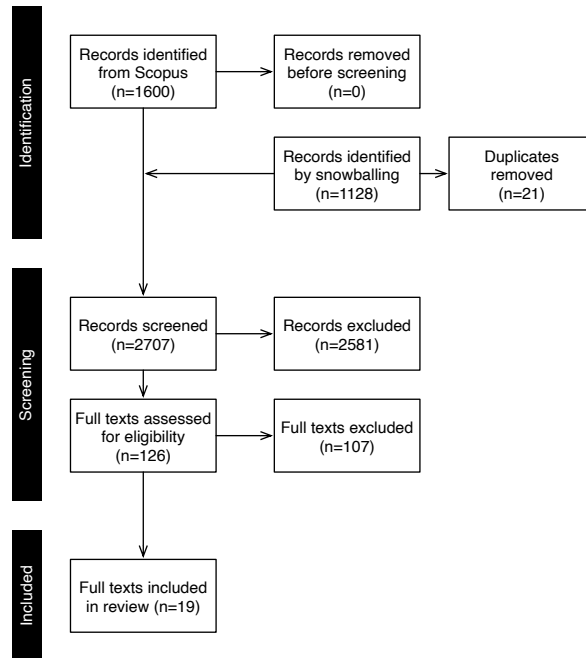 Identification
Records identified
from Scopus
(n=1600)
Records removed
before screening
(n=0)
Records identified
by snowballing
(n=1128)
Duplicates
removed
(n=21)
Screening
Records screened
(n=2707)
Records excluded
(n=2581)
Full texts assessed
for eligibility
(n=126)
Full texts excluded
(n=107)
Included
Full texts included
in review (n=19)